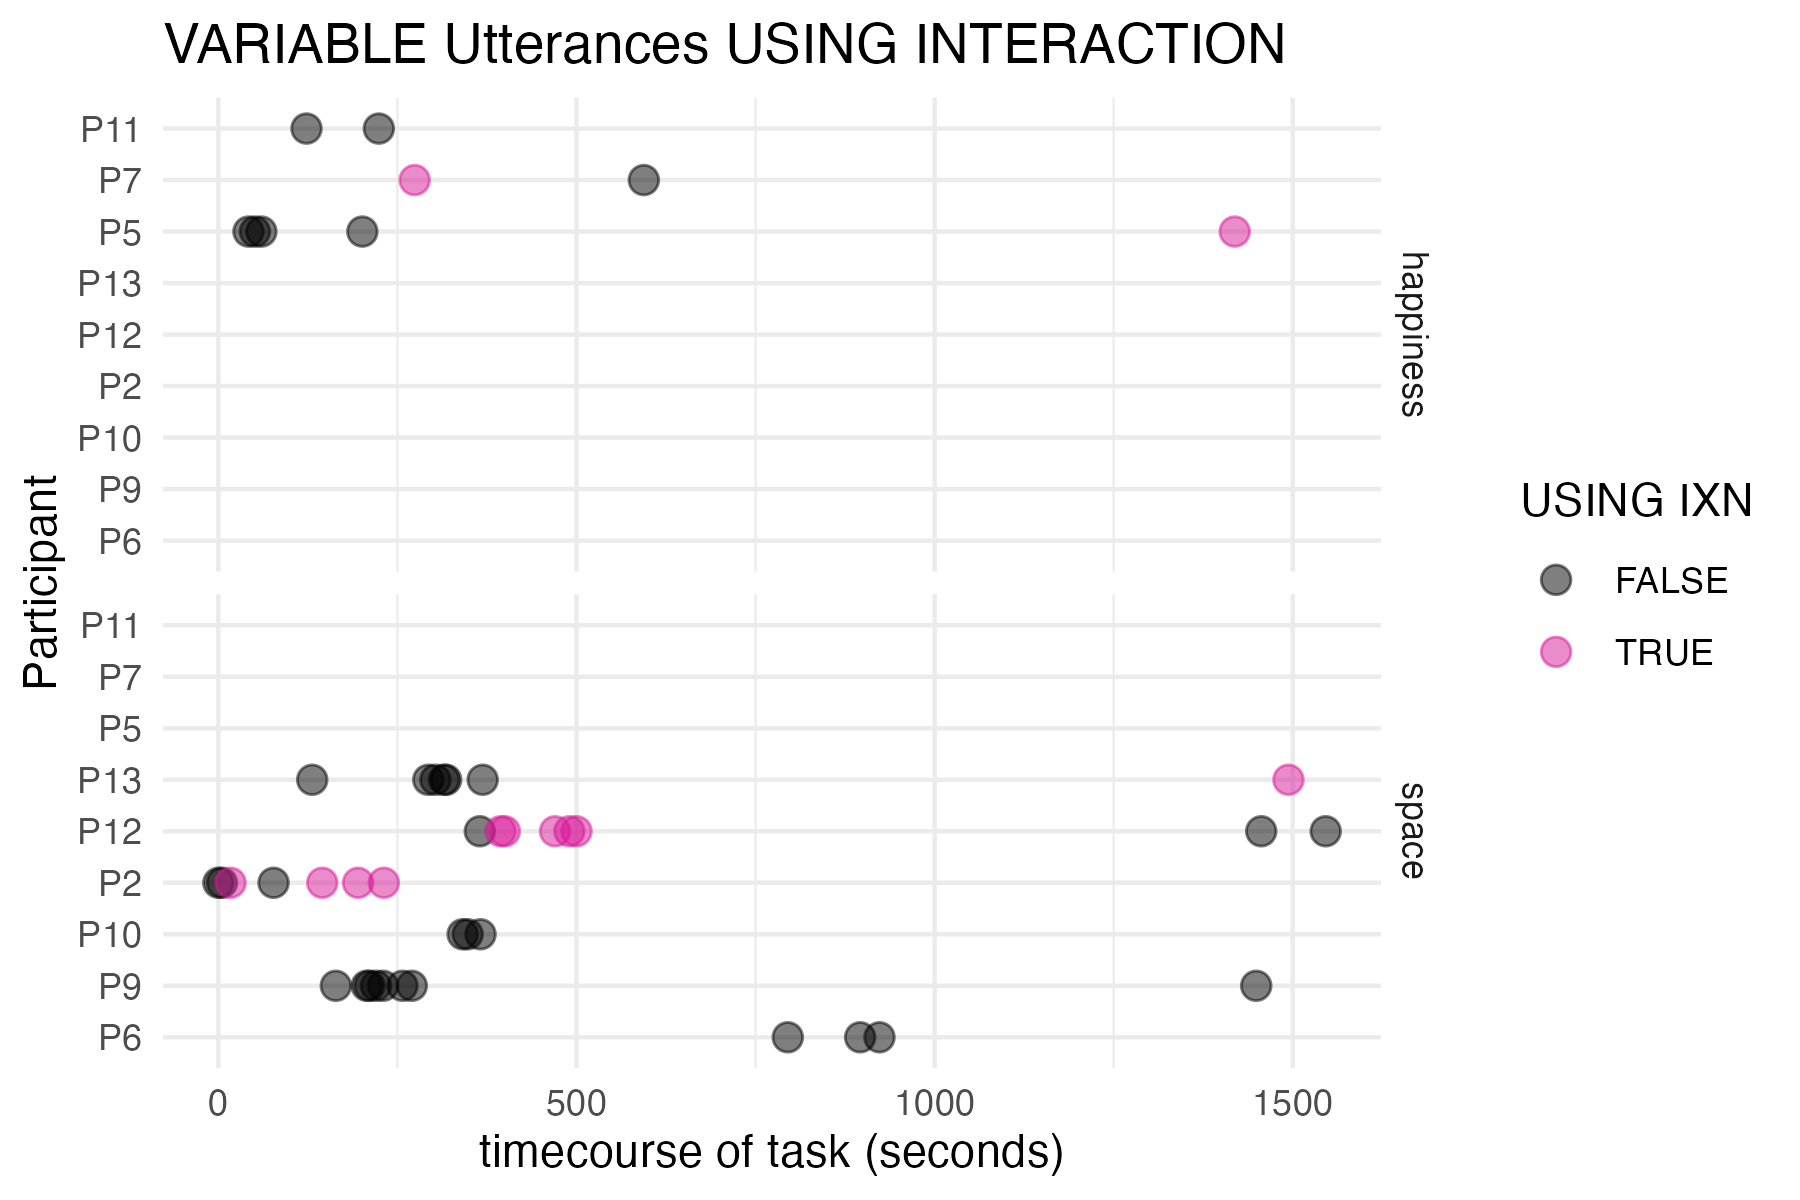 VARIABLE Utterances USING INTERACTION
P11
P7
P5
P13
P12
P2
P10
P9
P6
happiness
P11
P7
P5
P13
P12
P2
P10
P9
P6
space
Participant
0 500 1000 1500
timecourse of task (seconds)
USING IXN
FALSE
TRUE